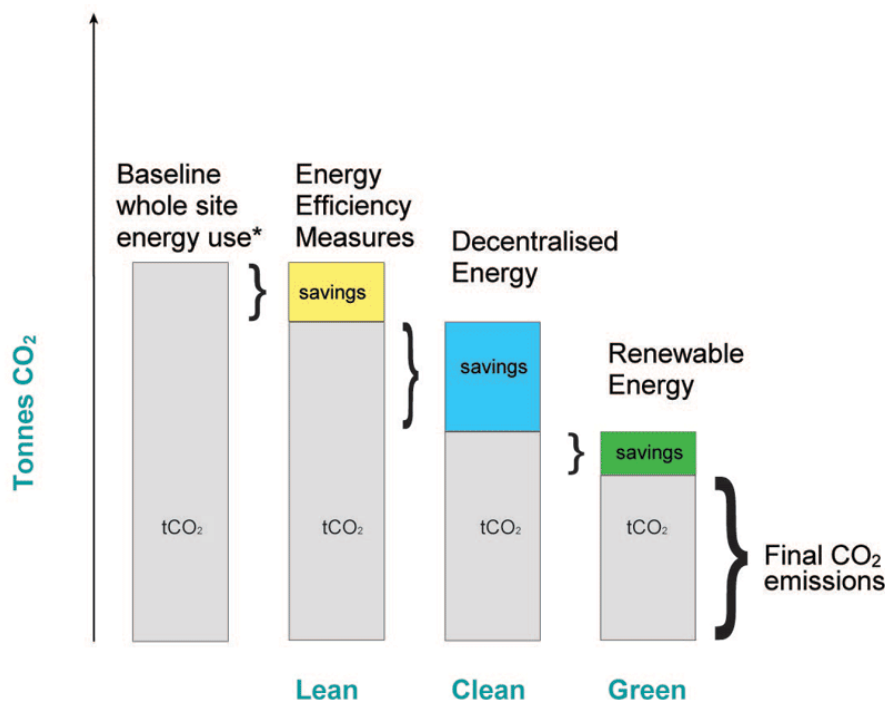 Baseline
whole site
energy use*
Energy
Efficiency
Measures
Decentralised
Energy
Renewable
Energy
savings
savings
savings
Tonnes CO₂
tCO₂
tCO₂
tCO₂
tCO₂
Final CO₂
emissions
Lean
Clean
Green